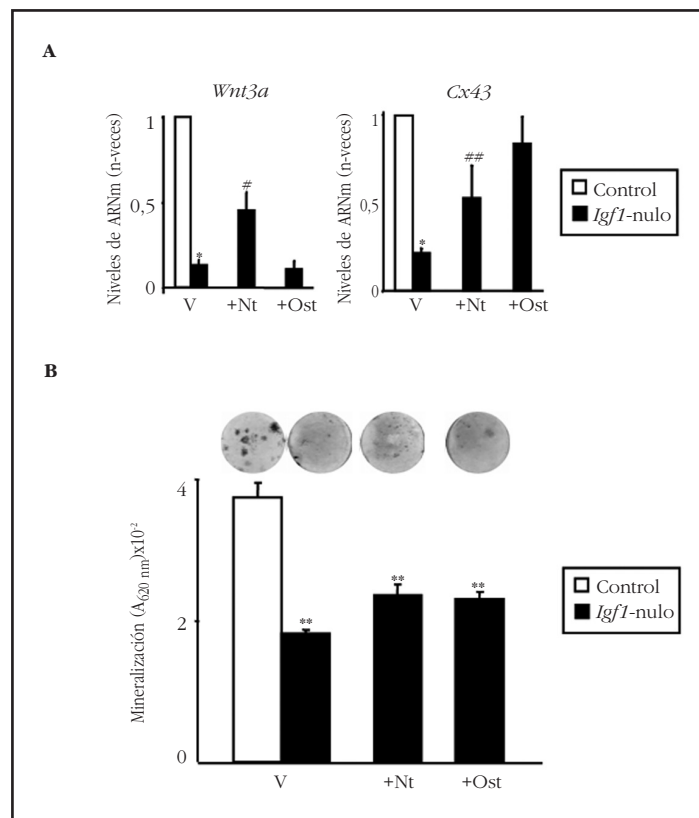 A
Wnt3a
Niveles de ARNm (n-veces)
1
0,5
0
*
#
V
+Nt
+Ost
Cx43
Niveles de ARNm (n-veces)
1
0,5
0
*
##
V
+Nt
+Ost
Control
Igf1-nulo
B
Mineralización (A620 nm)x10-2
4
2
0
**
**
**
V
+Nt
+Ost
Control
Igf1-nulo